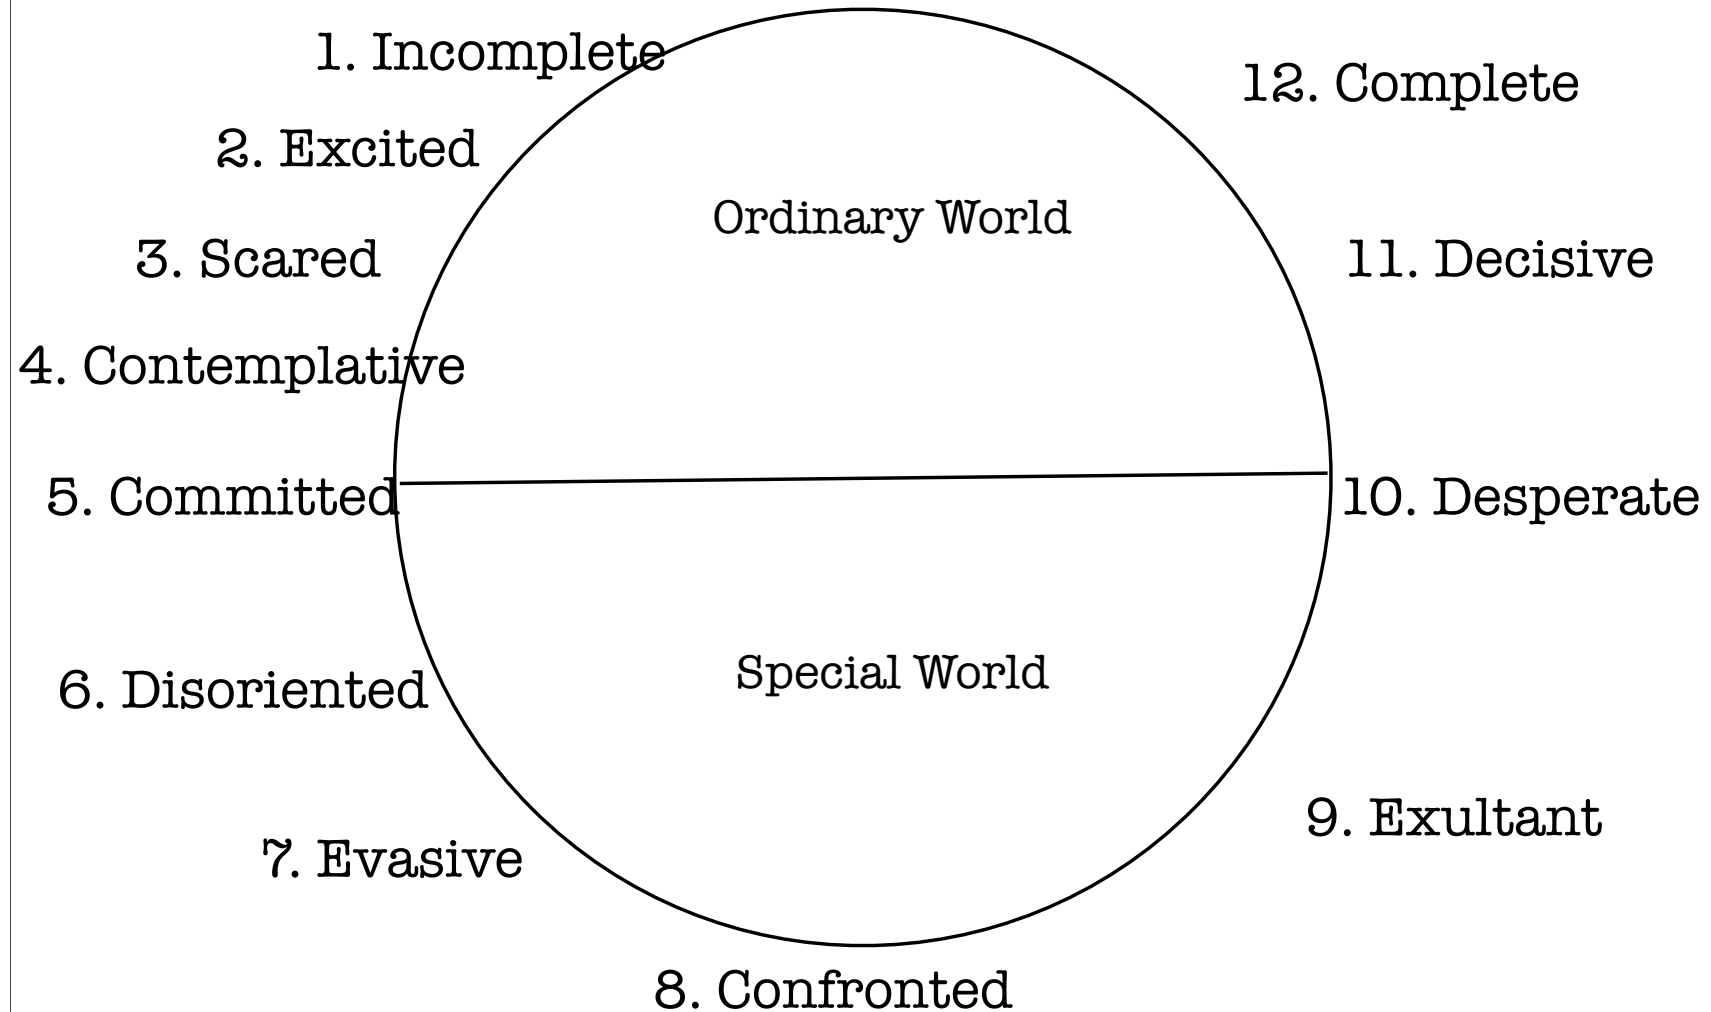 1. Incomplete
2. Excited
3. Scared
4. Contemplative
5. Committed
6. Disoriented
7. Evasive
8. Confronted
9. Exultant
10. Desperate
11. Decisive
12. Complete
Ordinary World
Special World